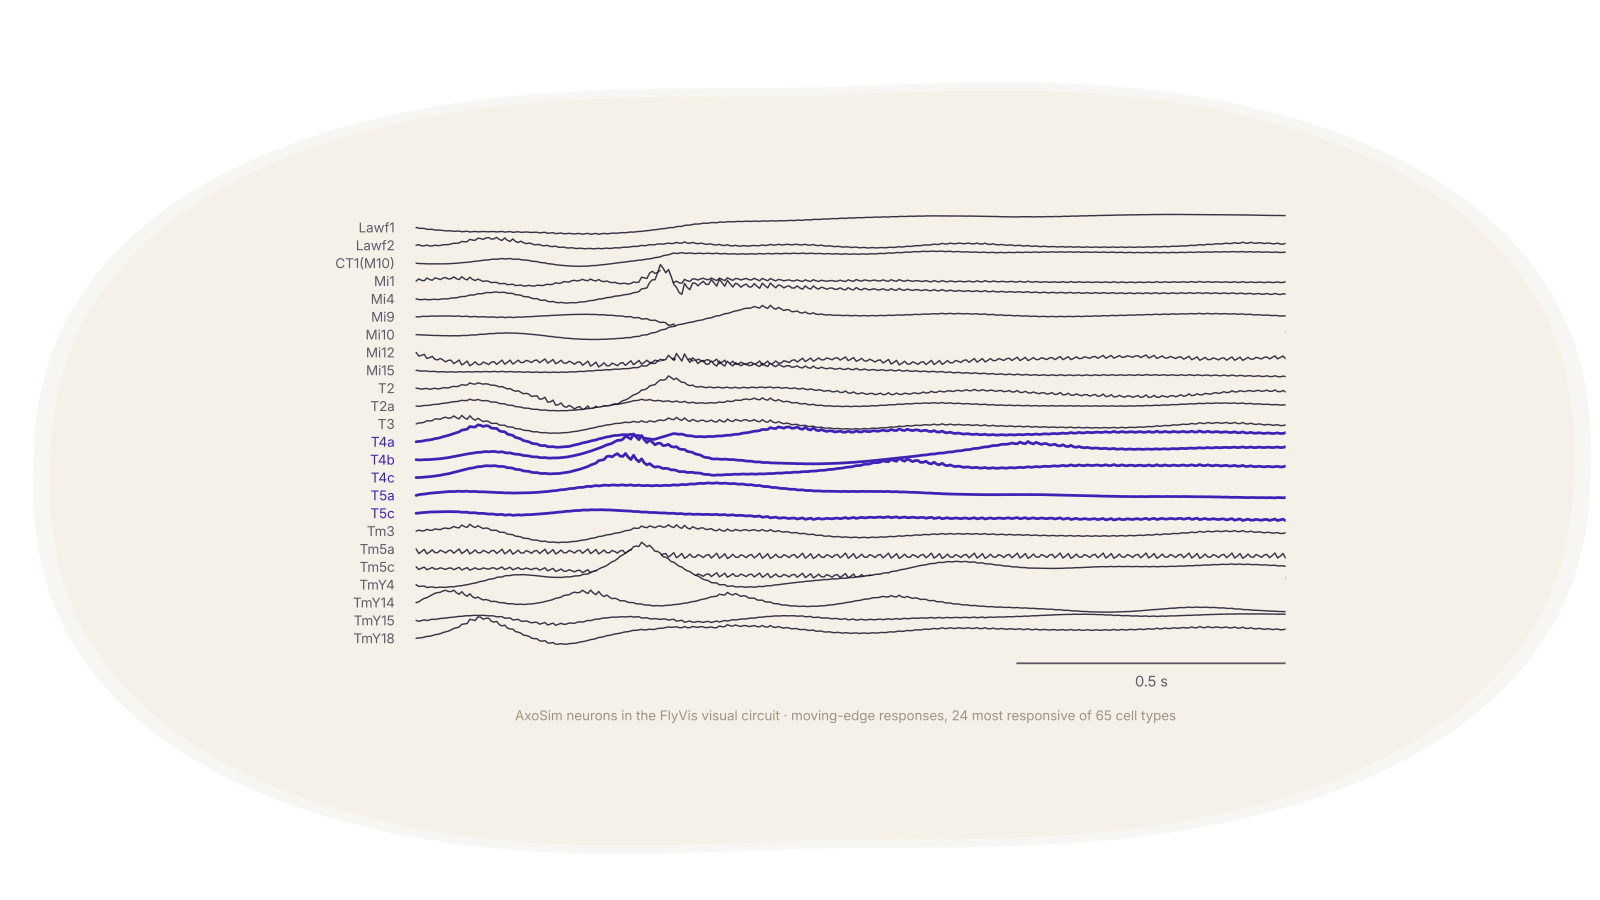 Lawf1
Lawf2
CT1(M10)
Mi1
Mi4
Mi9
Mi10
Mi12
Mi15
T2
T2a
T3
T4a
T4b
T4c
T5a
T5c
Tm3
Tm5a
Tm5c
TmY4
TmY14
TmY15
TmY18
0.5 s
AxoSim neurons in the FlyVis visual circuit · moving-edge responses, 24 most responsive of 65 cell types